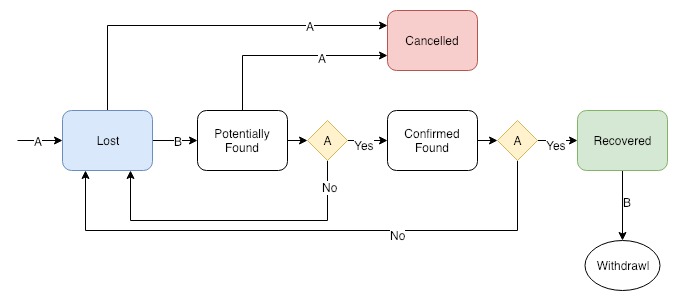 A
Cancelled
A
A
Lost
B
Potentially
Found
A
Yes
Confirmed
Found
A
Yes
Recovered
No
B
No
Withdrawl